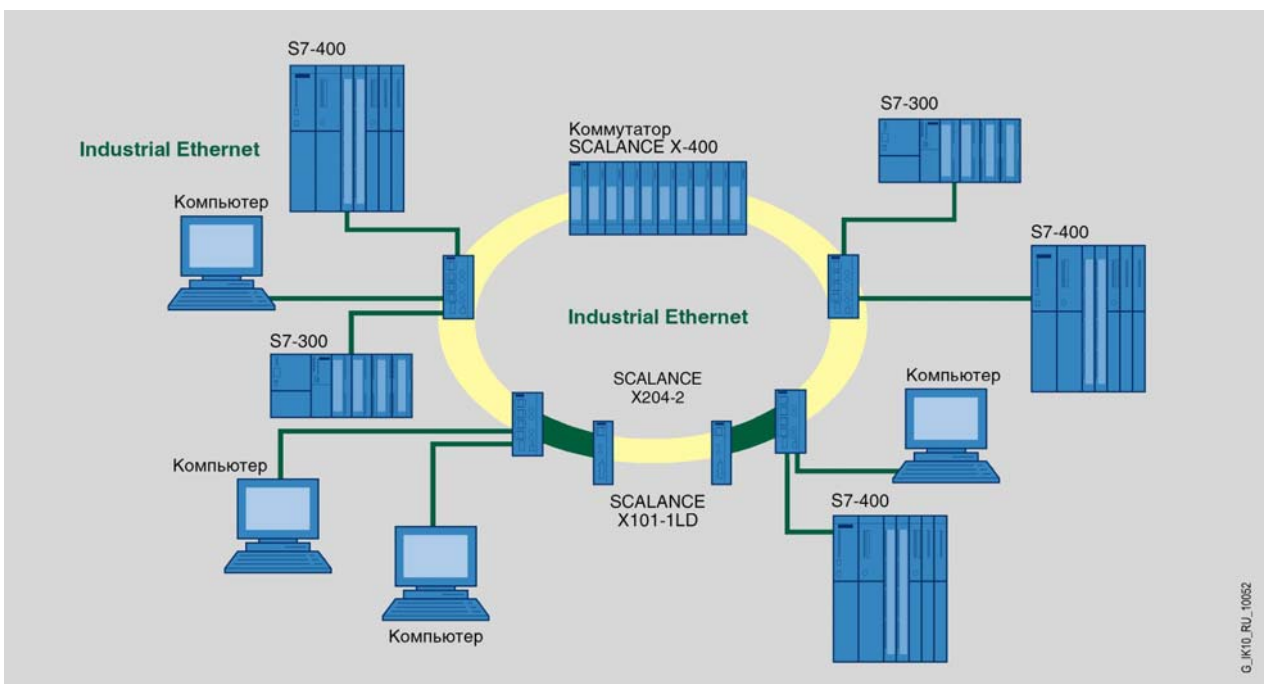 S7-400
Industrial Ethernet
Компьютер
Коммутатор
SCALANCE X-400
S7-300
S7-400
Industrial Ethernet
S7-300
SCALANCE
X204-2
Компьютер
Компьютер
SCALANCE
X101-1LD
S7-400
Компьютер
G_IK10_RU_10052